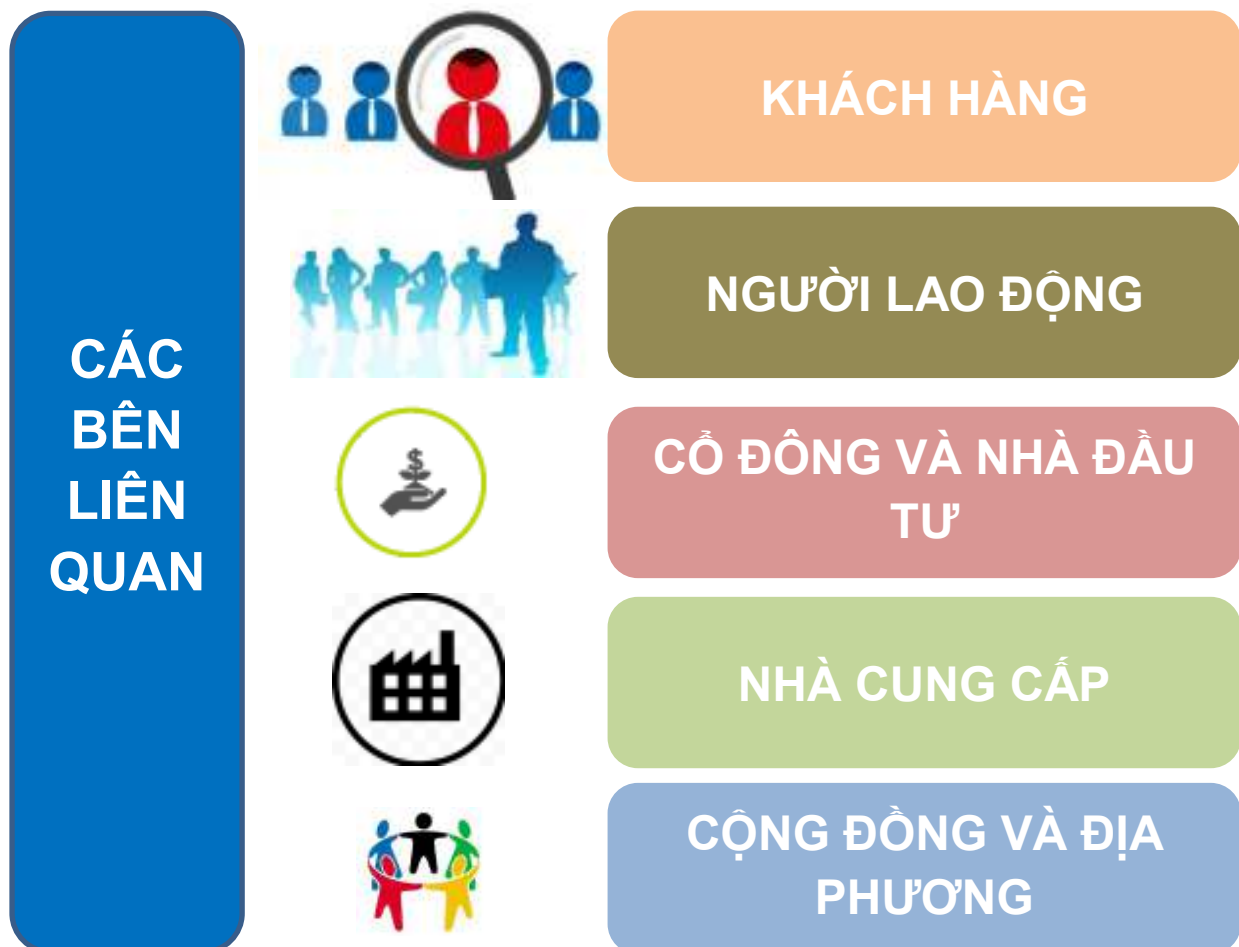 CÁC
BÊN
LIÊN
QUAN
KHÁCH HÀNG
NGƯỜI LAO ĐỘNG
CỔ ĐÔNG VÀ NHÀ ĐẦU
TƯ
NHÀ CUNG CẤP
CỘNG ĐỒNG VÀ ĐỊA
PHƯƠNG